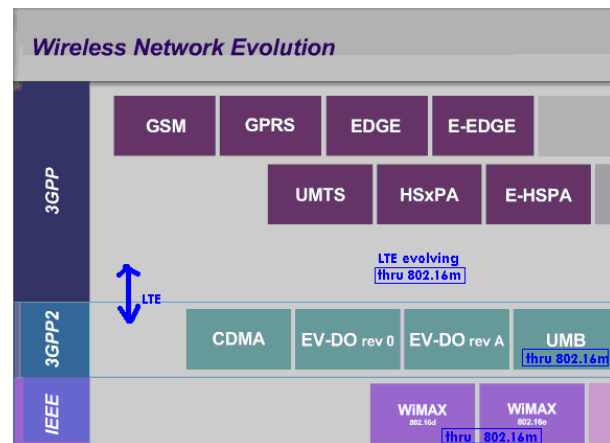 Wireless Network Evolution
3GPP
GSM GPRS EDGE E-EDGE
UMTS HSxPA E-HSPA
LTE evolving
thru 802.16m
LTE
3GPP2
CDMA EV-DO rev 0 EV-DO rev A UMB
thru 802.16m
IEEE
WiMAX WiMAX
802.16d 802.16e
thru 802.16m